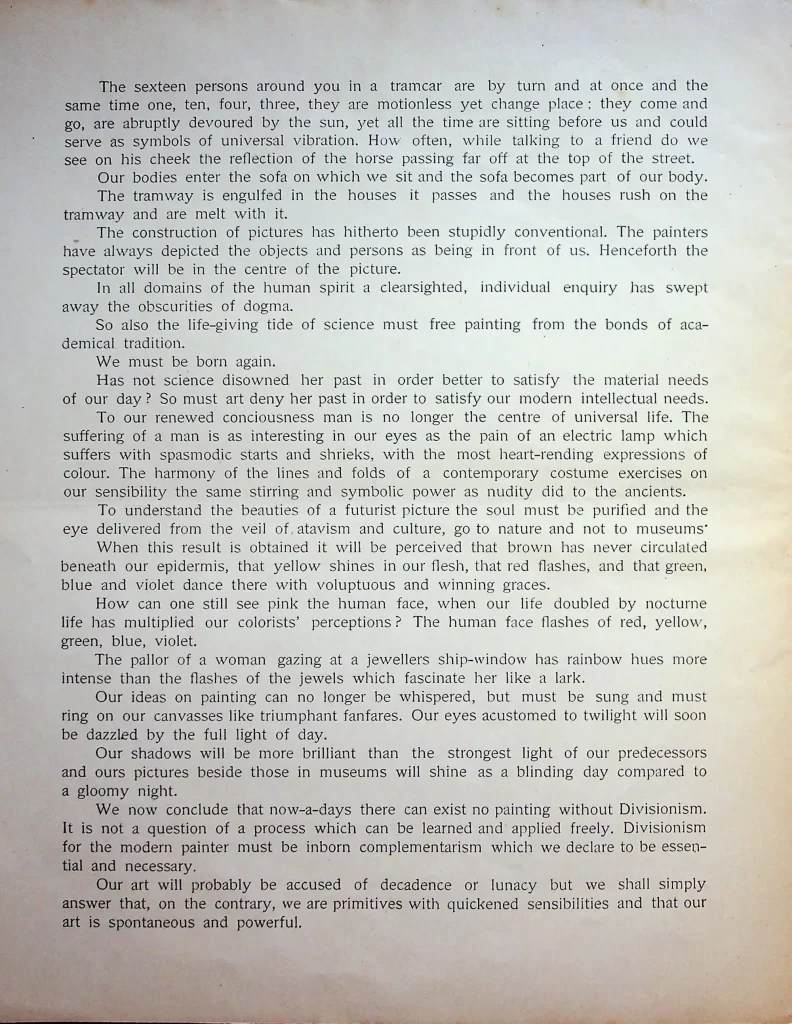 The sexteen persons around you in a tramcar are by turn and at once and the
same time one, ten, four, three, they are motionless yet change place; they come and
go, are abruptly devoured by the sun, yet all the time are sitting before us and could
serve as symbols of universal vibration. How often, while talking to a friend do we
see on his cheek the reflection of the horse passing far off at the top of the street.
Our bodies enter the sofa on which we sit and the sofa becomes part of our body.
The tramway is engulfed in the houses it passes and the houses rush on the
tramway and are melt with it.
The construction of pictures has hitherto been stupidly conventional. The painters
have always depicted the objects and persons as being in front of us. Henceforth the
spectator will be in the centre of the picture.
In all domains of the human spirit a clearsighted, individual enquiry has swept
away the obscurities of dogma.
So also the life-giving tide of science must free painting from the bonds of aca-
demical tradition.
We must be born again.
Has not science disowned her past in order better to satisfy the material needs
of our day? So must art deny her past in order to satisfy our modern intellectual needs.
To our renewed conciousness man is no longer the centre of universal life. The
suffering of a man is as interesting in our eyes as the pain of an electric lamp which
suffers with spasmodic starts and shrieks, with the most heart-rending expressions of
colour. The harmony of the lines and folds of a contemporary costume exercises on
our sensibility the same stirring and symbolic power as nudity did to the ancients.
To understand the beauties of a futurist picture the soul must be purified and the
eye delivered from the veil of atavism and culture, go to nature and not to museums·
When this result is obtained it will be perceived that brown has never circulated
beneath our epidermis, that yellow shines in our flesh, that red flashes, and that green,
blue and violet dance there with voluptuous and winning graces.
How can one still see pink the human face, when our life doubled by nocturne
life has multiplied our colorists' perceptions? The human face flashes of red, yellow,
green, blue, violet.
The pallor of a woman gazing at a jewellers ship-window has rainbow hues more
intense than the flashes of the jewels which fascinate her like a lark.
Our ideas on painting can no longer be whispered, but must be sung and must
ring on our canvasses like triumphant fanfares. Our eyes acustomed to twilight will soon
be dazzled by the full light of day.
Our shadows will be more brilliant than the strongest light of our predecessors
and ours pictures beside those in museums will shine as a blinding day compared to
a gloomy night.
We now conclude that now-a-days there can exist no painting without Divisionism.
It is not a question of a process which can be learned and applied freely. Divisionism
for the modern painter must be inborn complementarism which we declare to be essen-
tial and necessary.
Our art will probably be accused of decadence or lunacy but we shall simply
answer that, on the contrary, we are primitives with quickened sensibilities and that our
art is spontaneous and powerful.